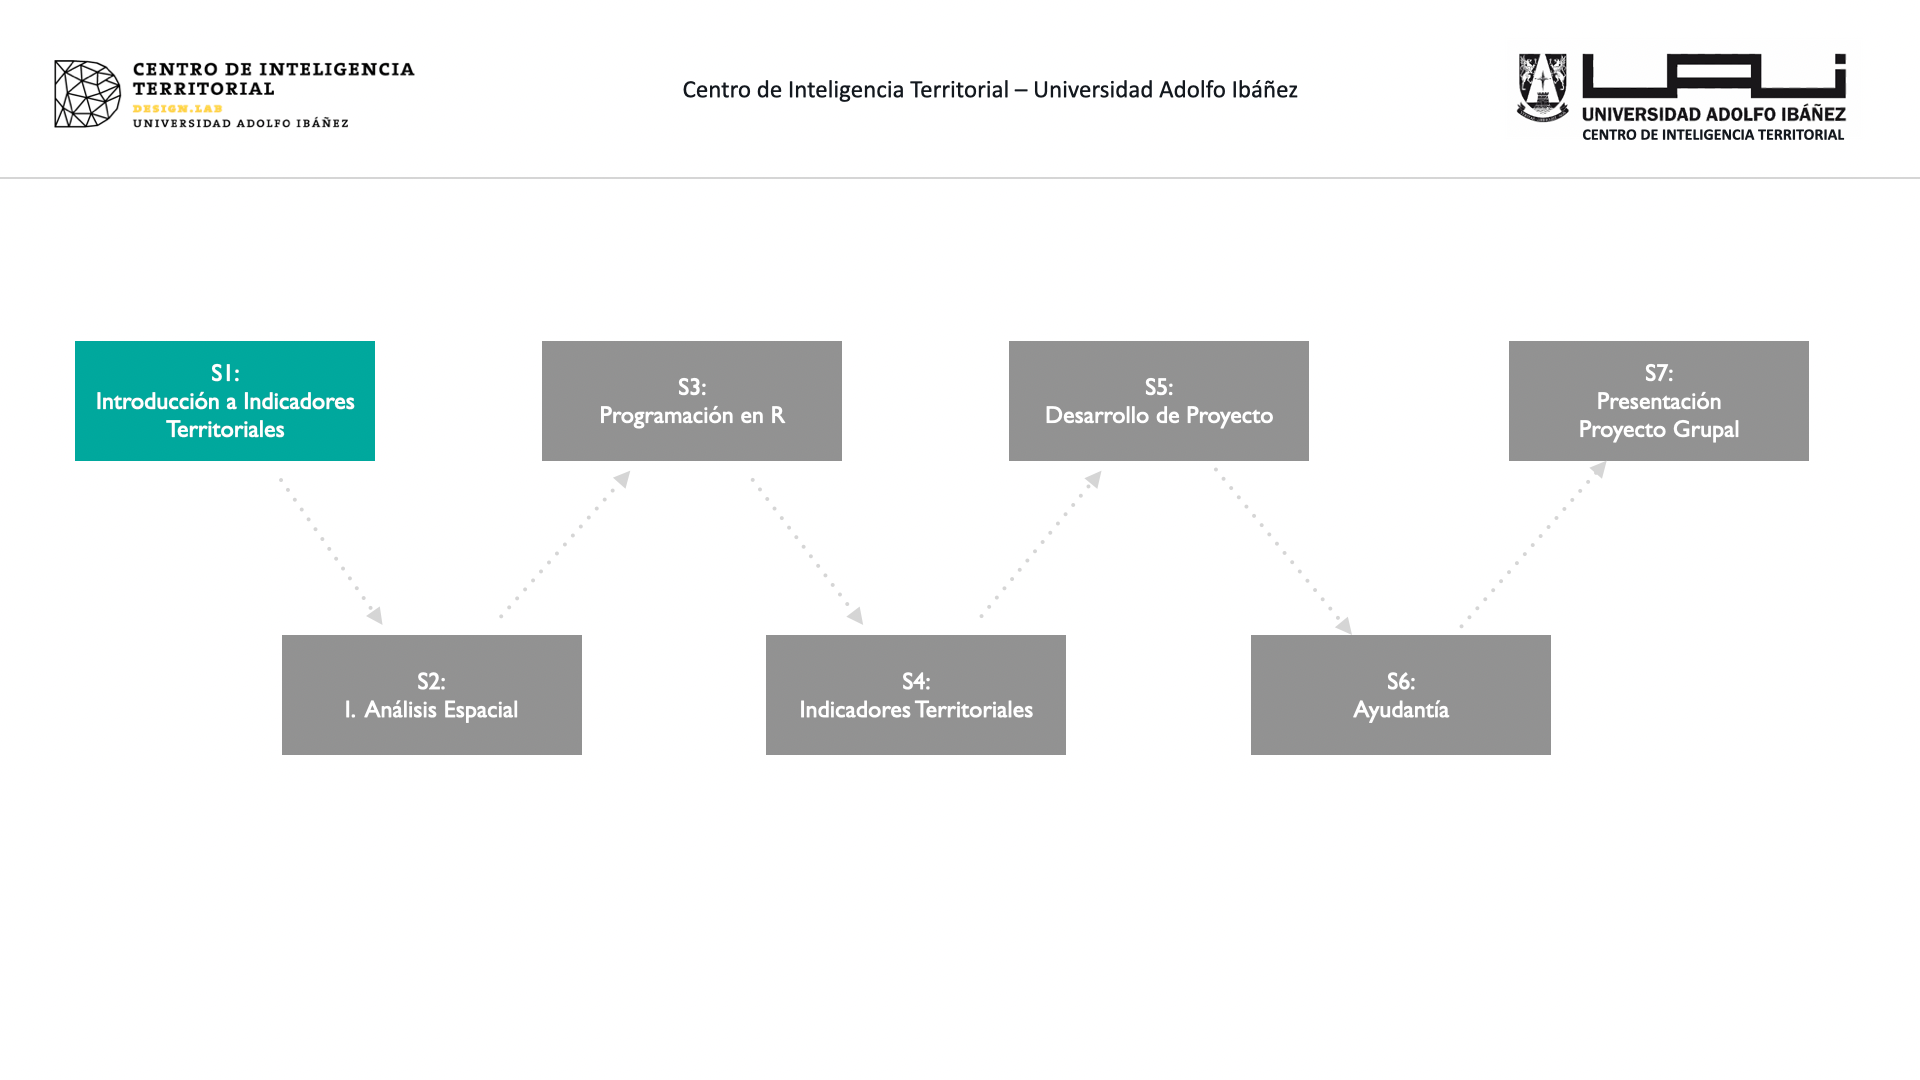 CENTRO DE INTELIGENCIA
TERRITORIAL
DESIGN.LAB
UNIVERSIDAD ADOLFO IBÁÑEZ
Centro de Inteligencia Territorial – Universidad Adolfo Ibáñez
UAI
UNIVERSIDAD ADOLFO IBÁÑEZ
CENTRO DE INTELIGENCIA TERRITORIAL
S1:
Introducción a Indicadores
Territoriales
S2:
I. Análisis Espacial
S3:
Programación en R
S4:
Indicadores Territoriales
S5:
Desarrollo de Proyecto
S6:
Ayudantía
S7:
Presentación
Proyecto Grupal